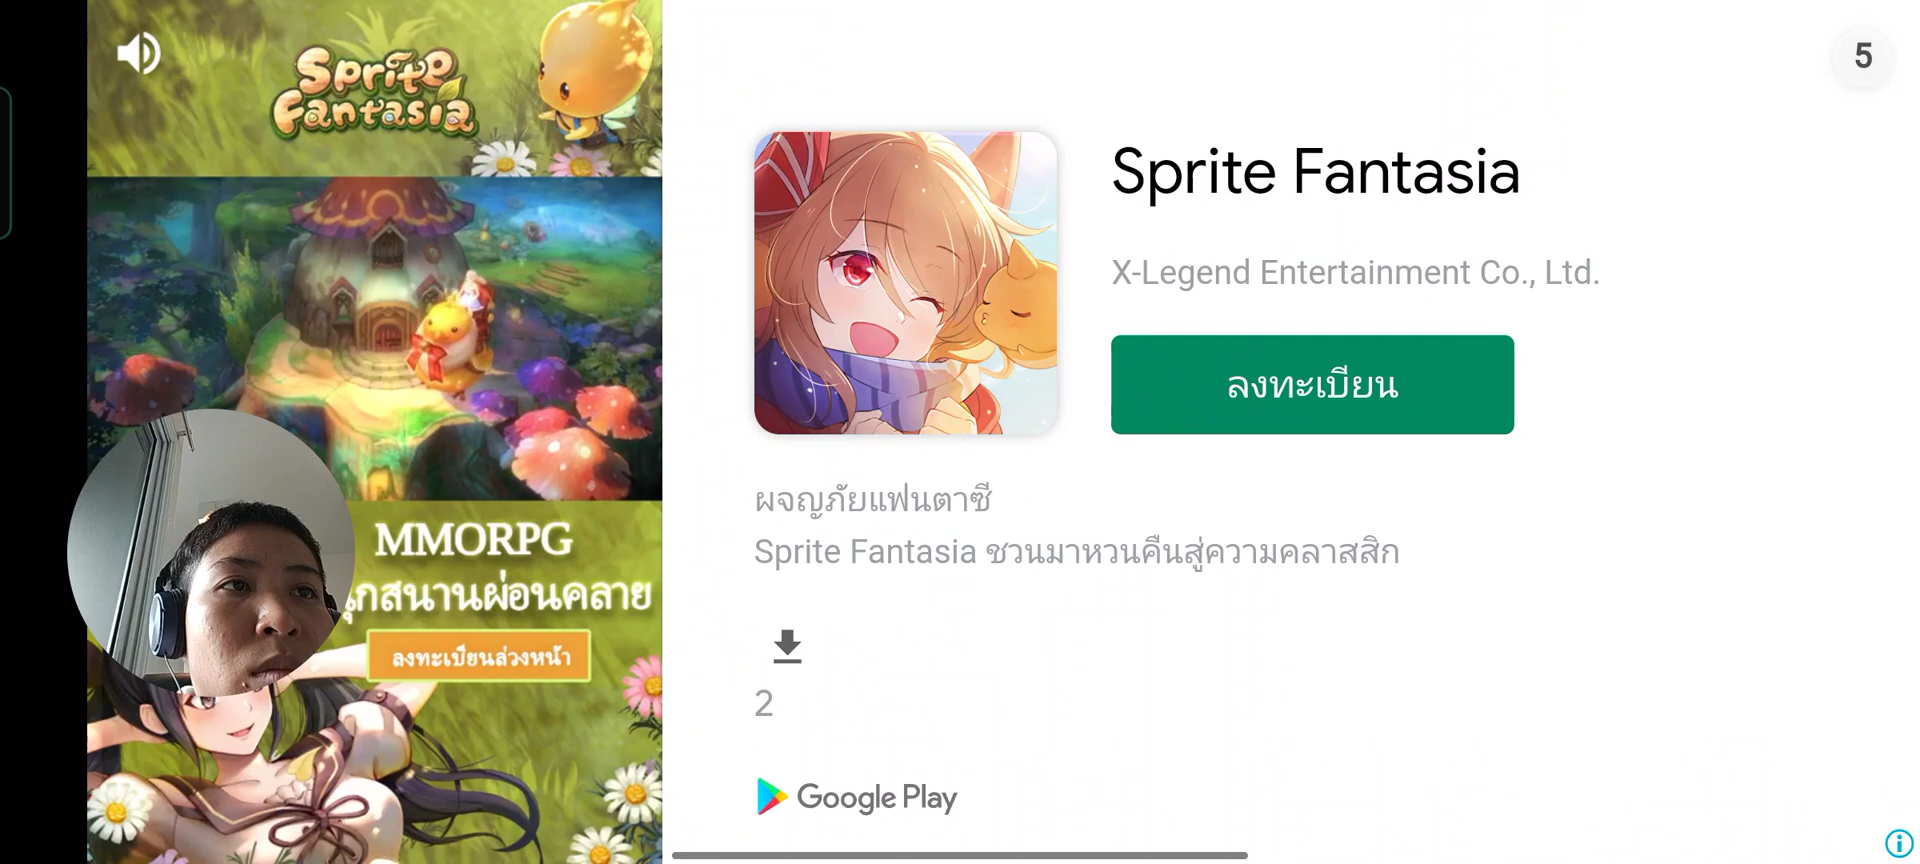 Sprite
Fantasia
MMORPG
สนานผ่อนคลาย
ลงทะเบียนล่วงหน้า
5
Sprite Fantasia
X-Legend Entertainment Co., Ltd.
ลงทะเบียน
ผจญภัยแฟนตาซี
Sprite Fantasia ชวนมาหวนคืนสู่ความคลาสสิก
2
Google Play